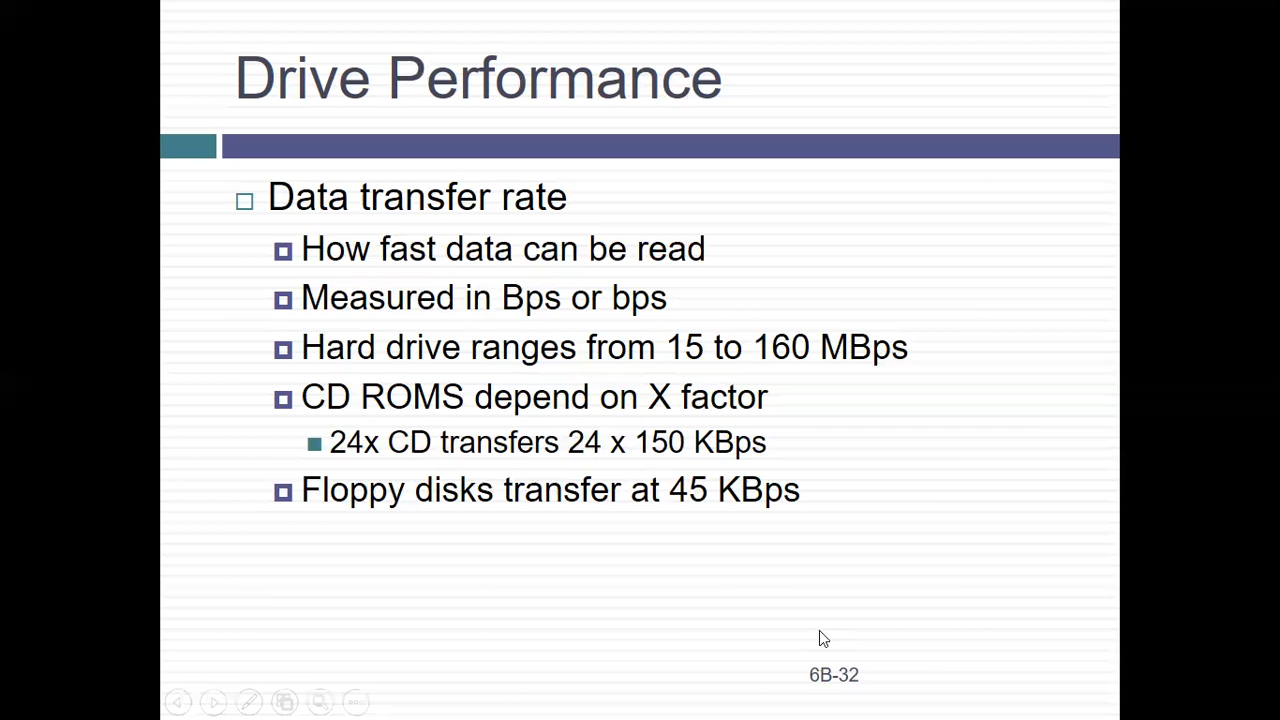 Drive Performance
Data transfer rate
How fast data can be read
Measured in Bps or bps
Hard drive ranges from 15 to 160 MBps
CD ROMS depend on X factor
24x CD transfers 24 x 150 KBps
Floppy disks transfer at 45 KBps
6B-32